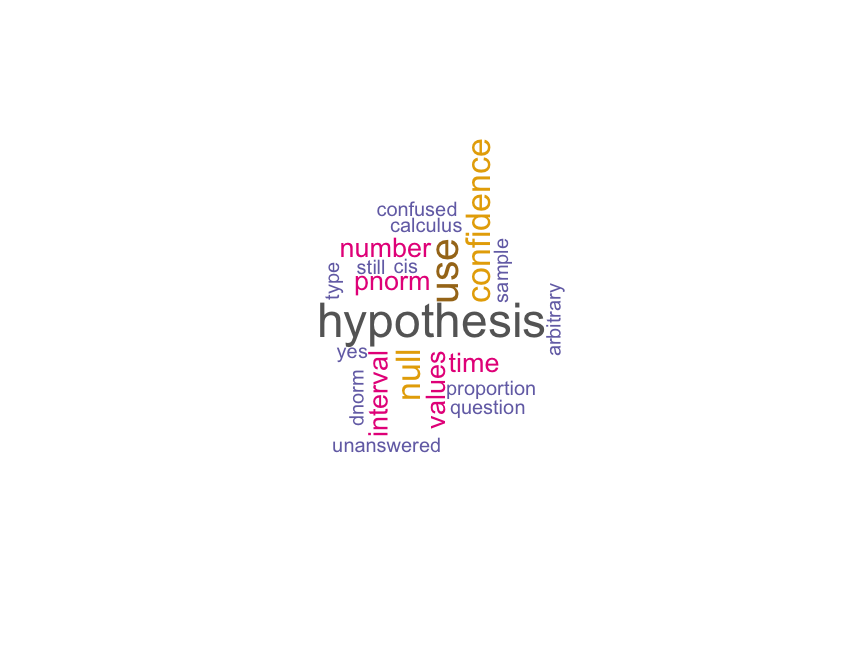 confidence
confused
calculus
number
use
sample
still
cis
type
pnorm
arbitrary
hypothesis
yes
interval
null
values
time
dnorm
proportion
question
unanswered